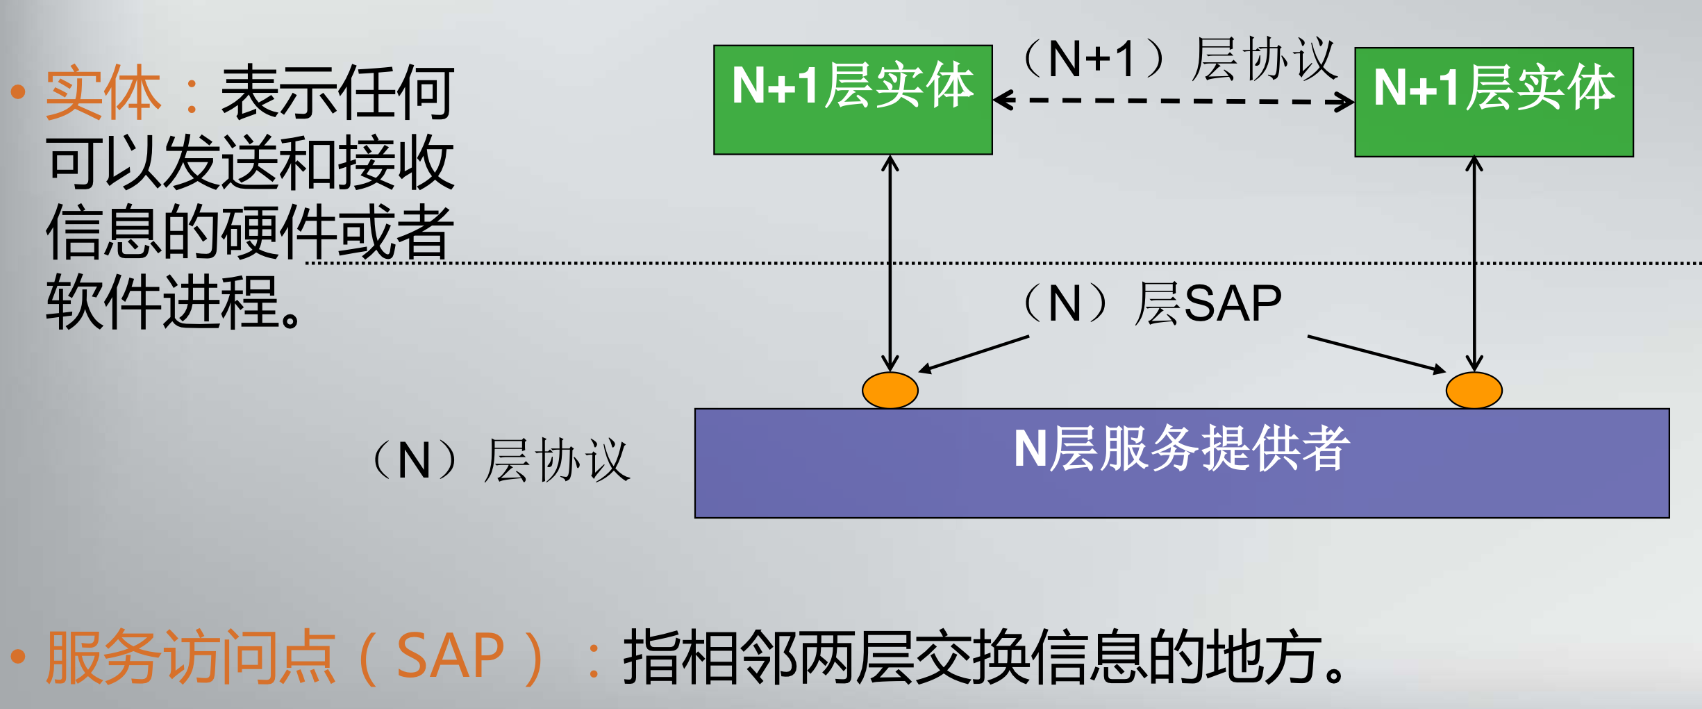 • 实体：表示任何
可以发送和接收
信息的硬件或者
软件进程。
N+1层实体
（N+1）层协议
N+1层实体
（N）层SAP
（N）层协议
N层服务提供者
• 服务访问点（SAP）：指相邻两层交换信息的地方。